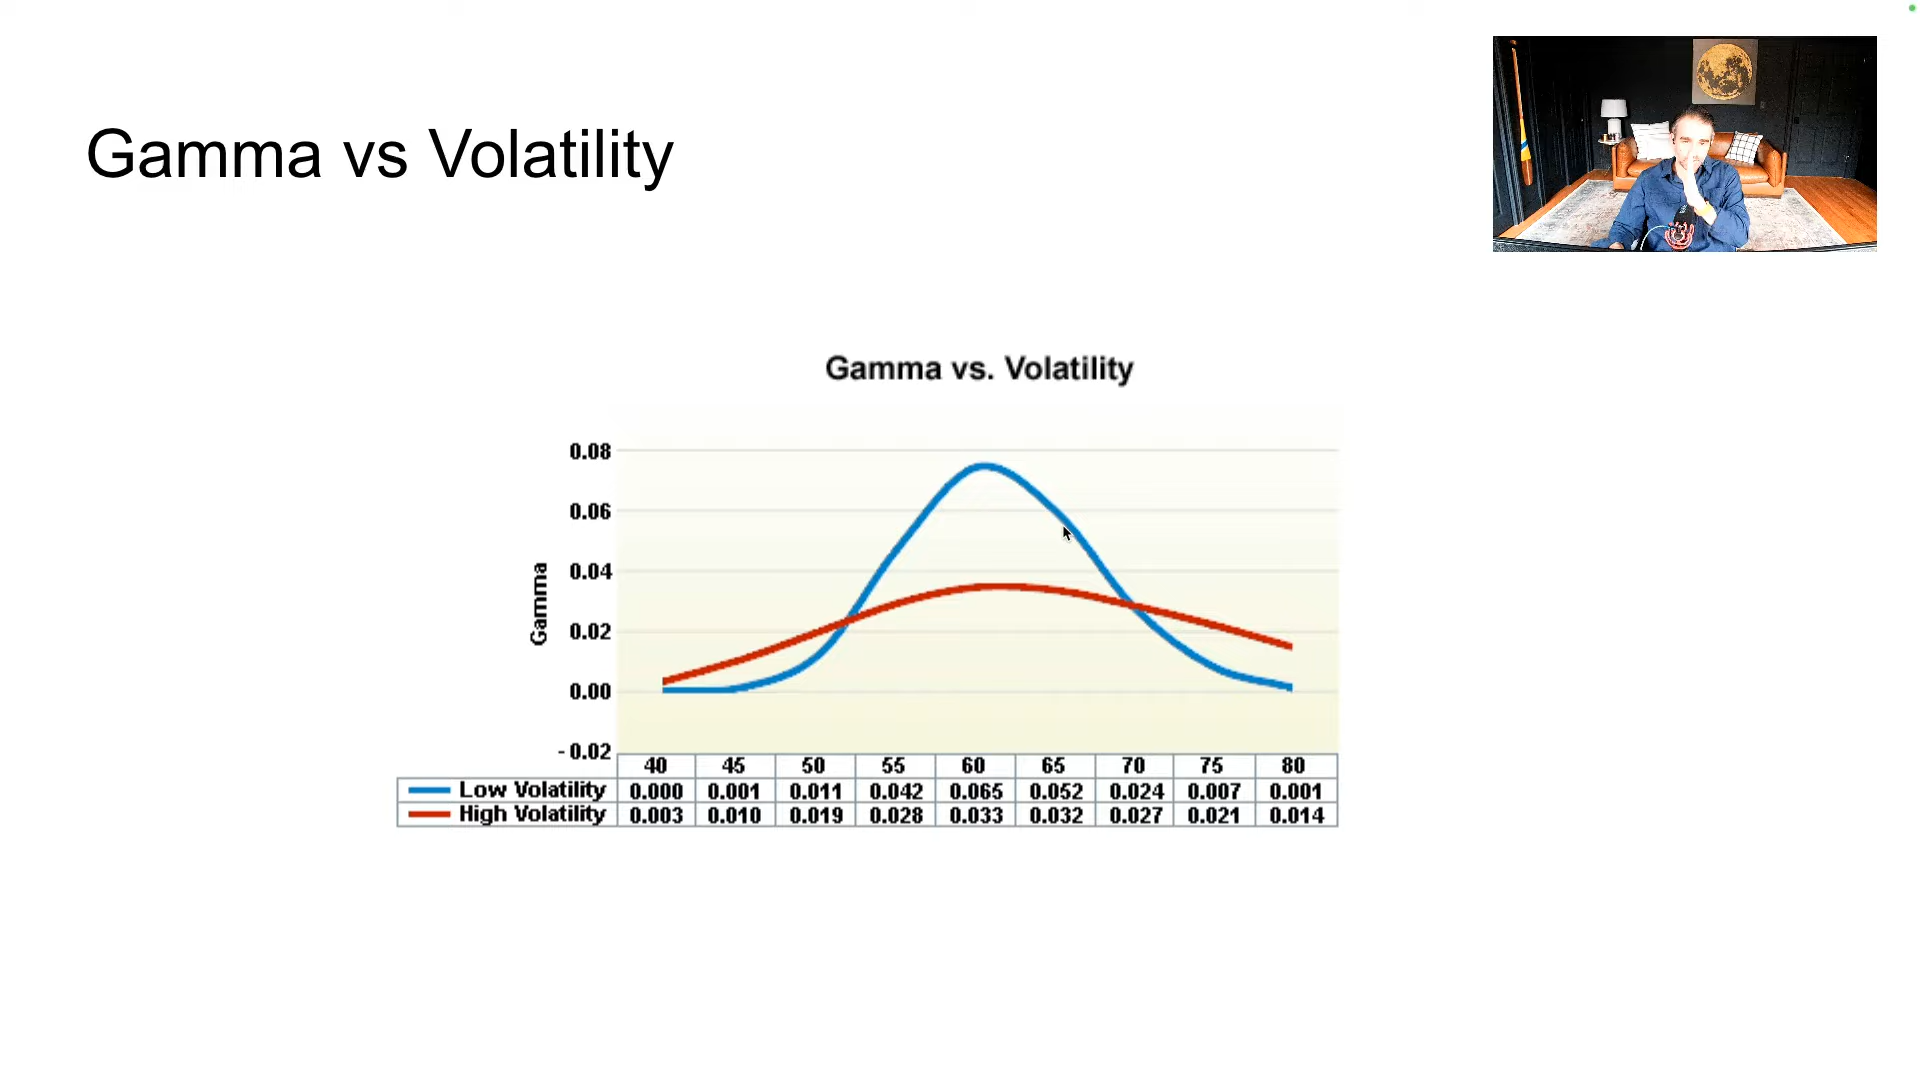 Gamma vs Volatility
Gamma vs. Volatility
0.08
0.06
0.04
0.02
0.00
- 0.02
Gamma
40 45 50 55 60 65 70 75 80
Low Volatility 0.000 0.001 0.011 0.042 0.065 0.052 0.024 0.007 0.001
High Volatility 0.003 0.010 0.019 0.028 0.033 0.032 0.027 0.021 0.014